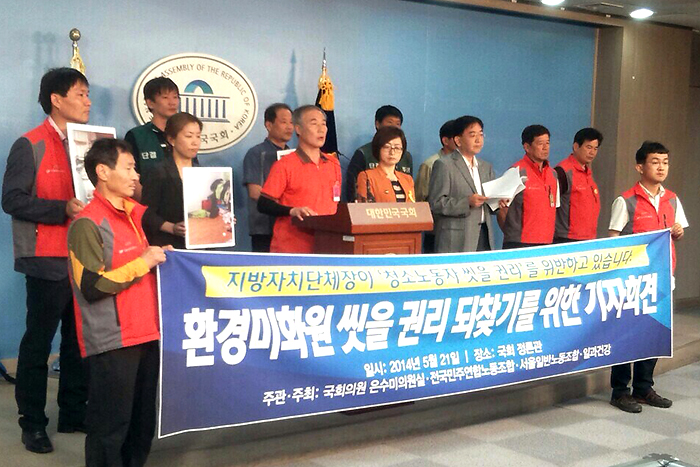 ASSEMBLY OF THE REPUBLIC OF KOREA
국회
단결
대한민국국회
지방자치단체장이 '청소노동자 씻을 권리'를 위반하고 있습니다!
환경미화원 씻을 권리 되찾기를 위한 기자회견
일시: 2014년 5월 21일 | 장소: 국회 정론관
주관·주최: 국회의원 은수미의원실·전국민주연합노동조합·서울일반노동조합·일과건강